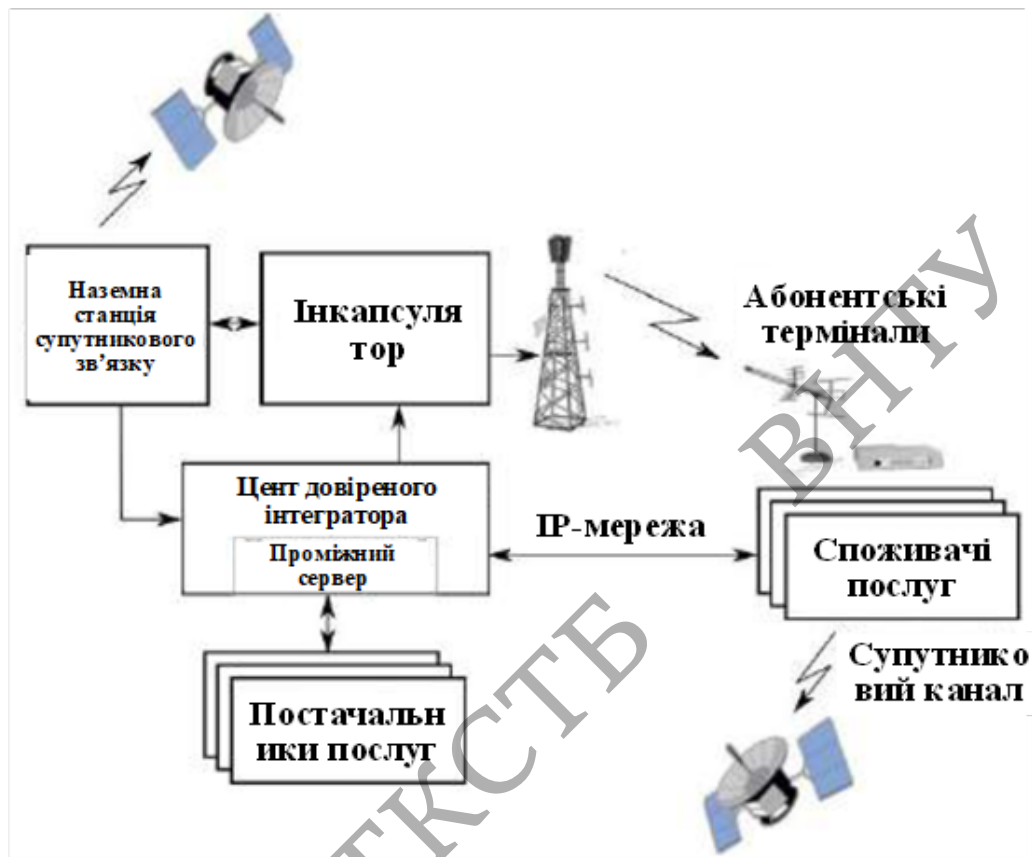 Наземна
станція
супутникового
зв’язку
Інкапсуля
тор
Абонентські
термінали
Цент довіреного
інтегратора
Проміжний
сервер
ІР-мережа
Споживачі
послуг
Супутнико
вий канал
Постачальн
ики послуг
ВНТУ
ТКСТБ